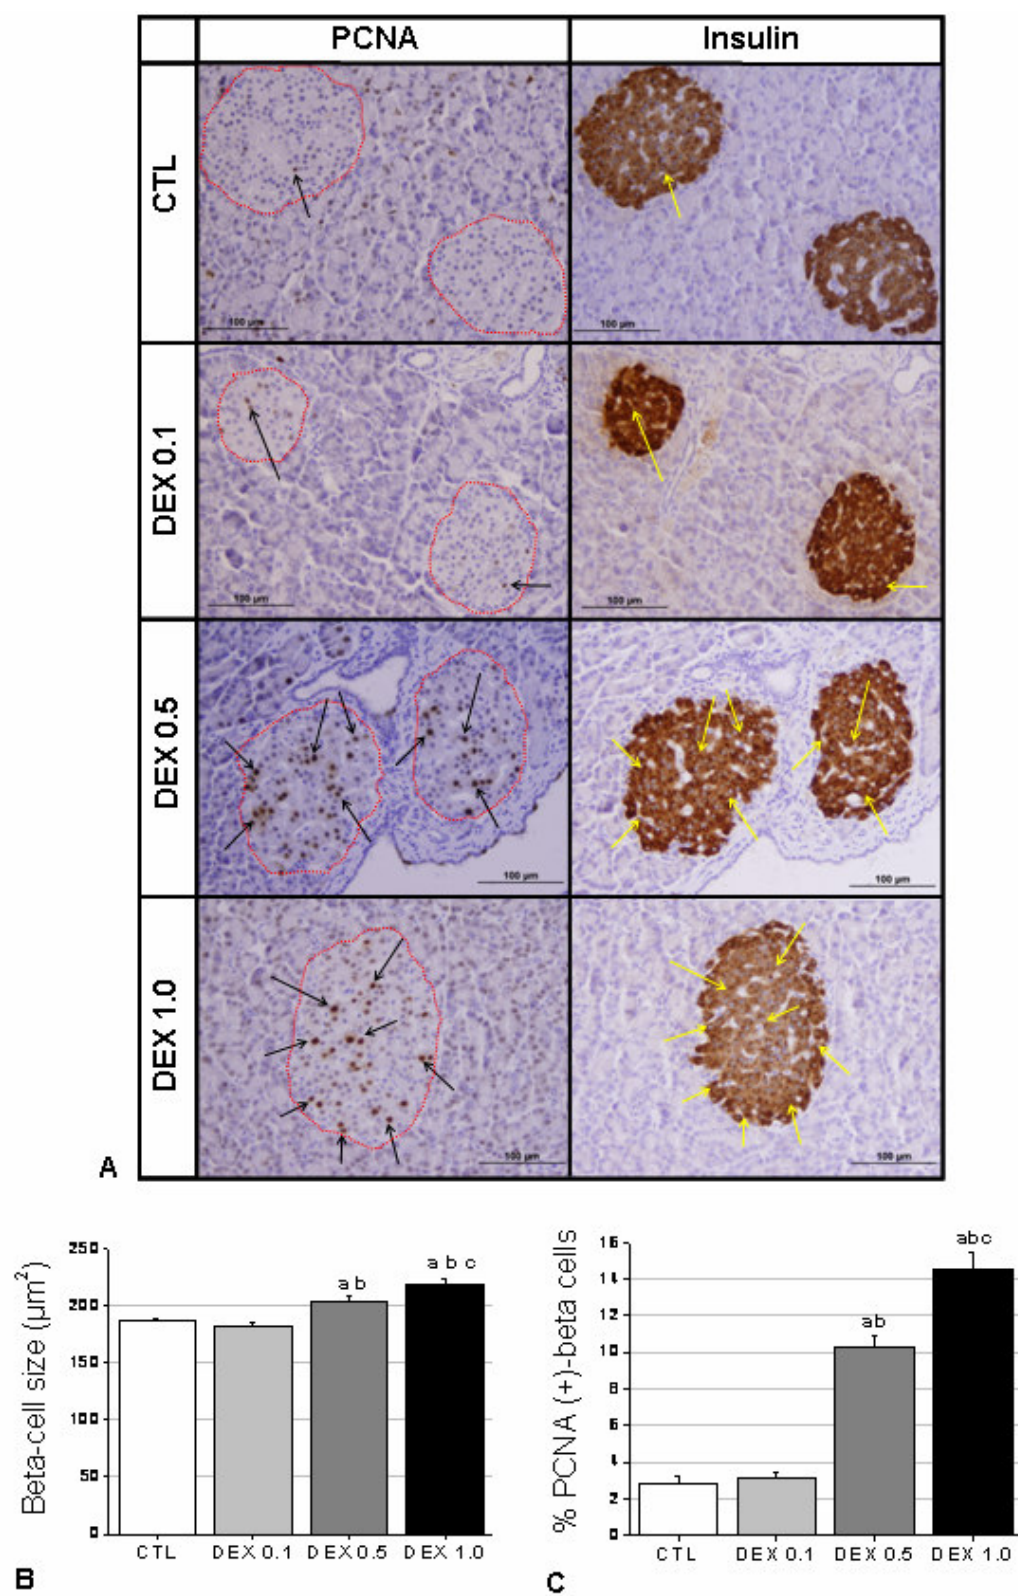 PCNA Insulin
CTL
100 µm 100 µm
DEX 0.1
100 µm 100 µm
DEX 0.5
100 µm 100 µm
DEX 1.0
100 µm 100 µm
A
Beta-cell size (µm²)
250
200
150
100
50
0
a b
a b c
CTL DEX 0.1 DEX 0.5 DEX 1.0
B
% PCNA (+)-beta cells
16
14
12
10
8
6
4
2
0
ab
abc
CTL DEX 0.1 DEX 0.5 DEX 1.0
C